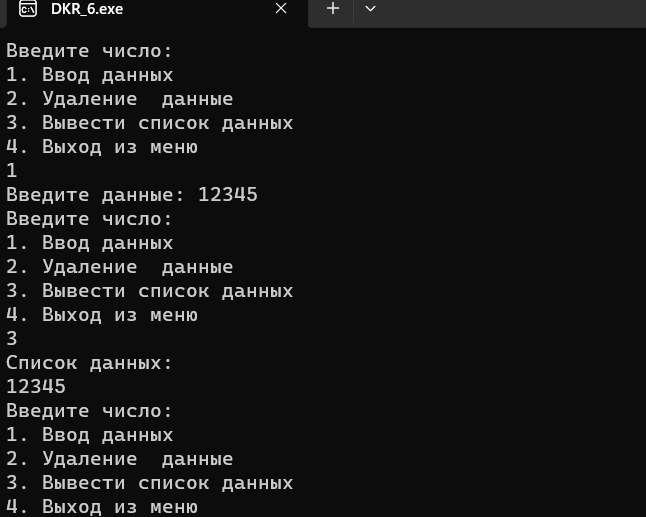 DKR_6.exe
Введите число:
1. Ввод данных
2. Удаление  данные
3. Вывести список данных
4. Выход из меню
1
Введите данные: 12345
Введите число:
1. Ввод данных
2. Удаление  данные
3. Вывести список данных
4. Выход из меню
3
Список данных:
12345
Введите число:
1. Ввод данных
2. Удаление  данные
3. Вывести список данных
4. Выход из меню